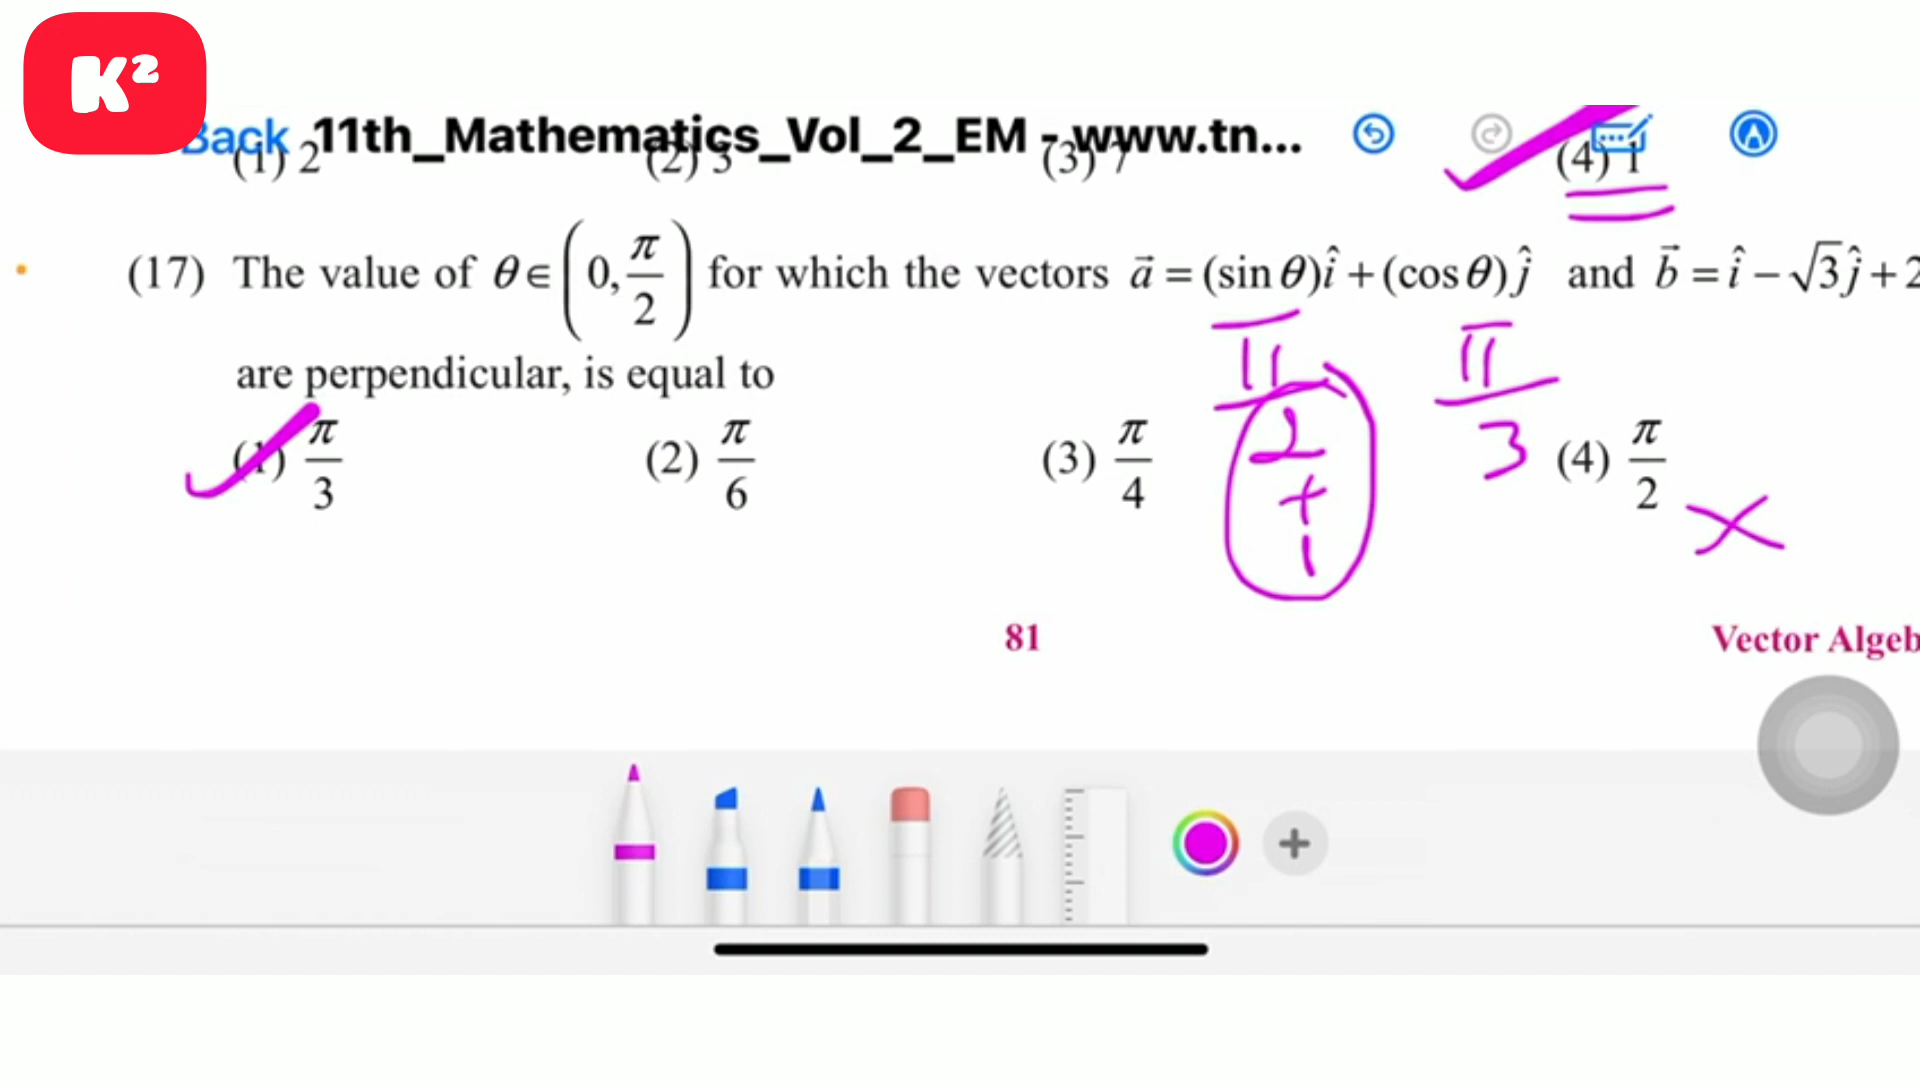 K²
Back 11th_Mathematics_Vol_2_EM - www.tn...
(1) 2 (2) 3 (3) 7 (4) 1
(17) The value of θ∈(0, π/2) for which the vectors a⃗ = (sin θ)î + (cos θ)ĵ and b⃗ = î − √3ĵ + 2
are perpendicular, is equal to
(1) π/3 (2) π/6 (3) π/4 (4) π/2
π/2 + 1
π/3
81
Vector Algeb